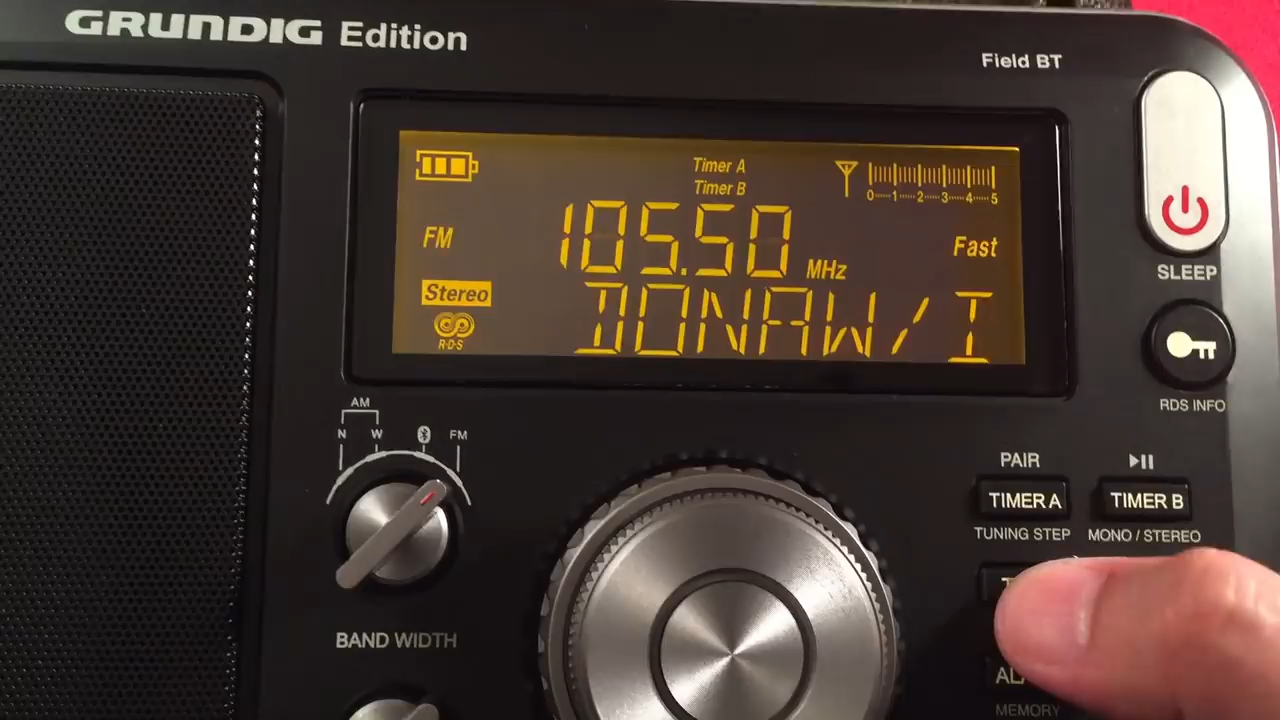 GRUNDIG Edition
Field BT
Timer A
Timer B
0 1 2 3 4 5
FM
105.50 MHz
Fast
Stereo
R·D·S
DONAW/I
SLEEP
RDS INFO
AM
N W FM
BAND WIDTH
PAIR
TIMER A
TIMER B
TUNING STEP
MONO / STEREO
MEMORY